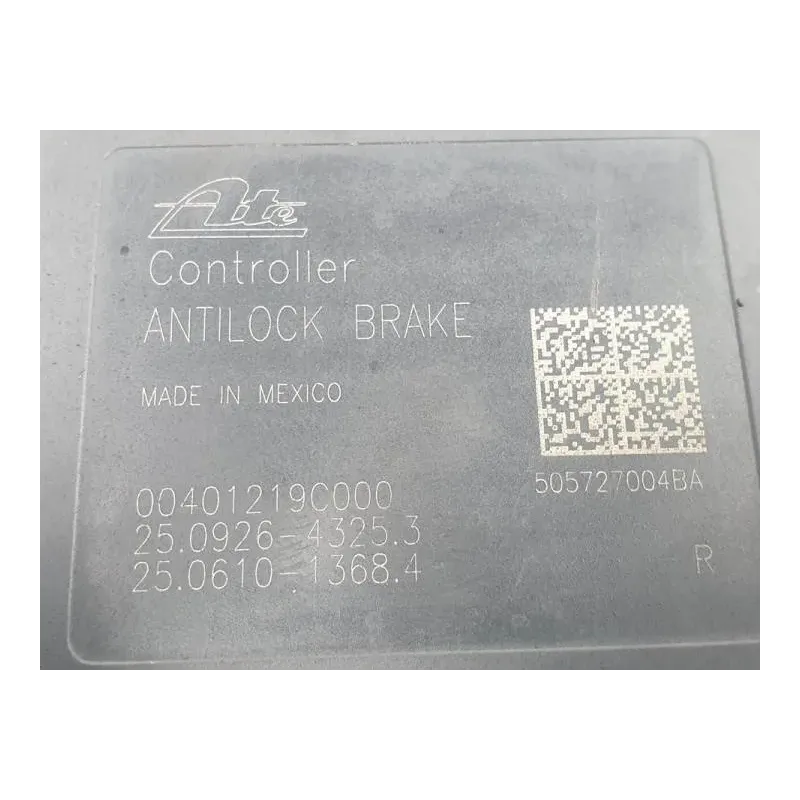 Ate
Controller
ANTILOCK BRAKE
MADE IN MEXICO
505727004BA
00401219C000
25.0926-4325.3
25.0610-1368.4
R